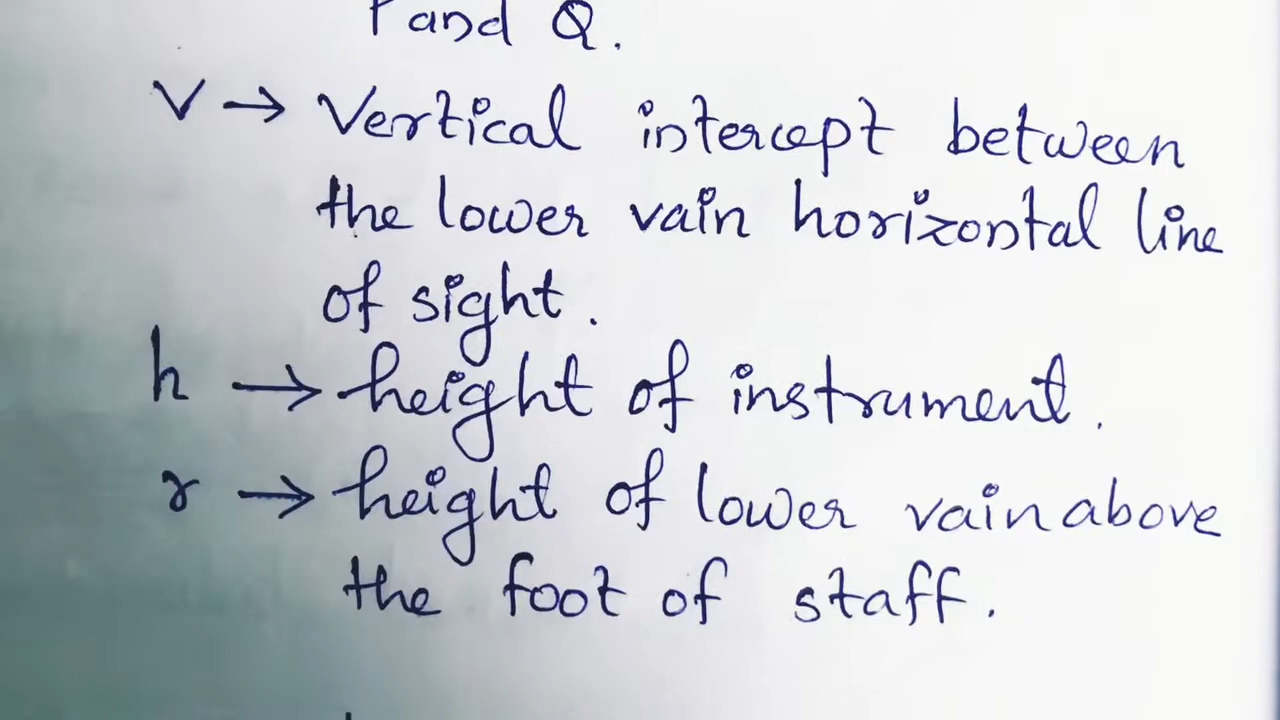 P and Q.
V → Vertical intercept between
the lower vain horizontal line
of sight.
h → height of instrument.
r → height of lower vain above
the foot of staff.